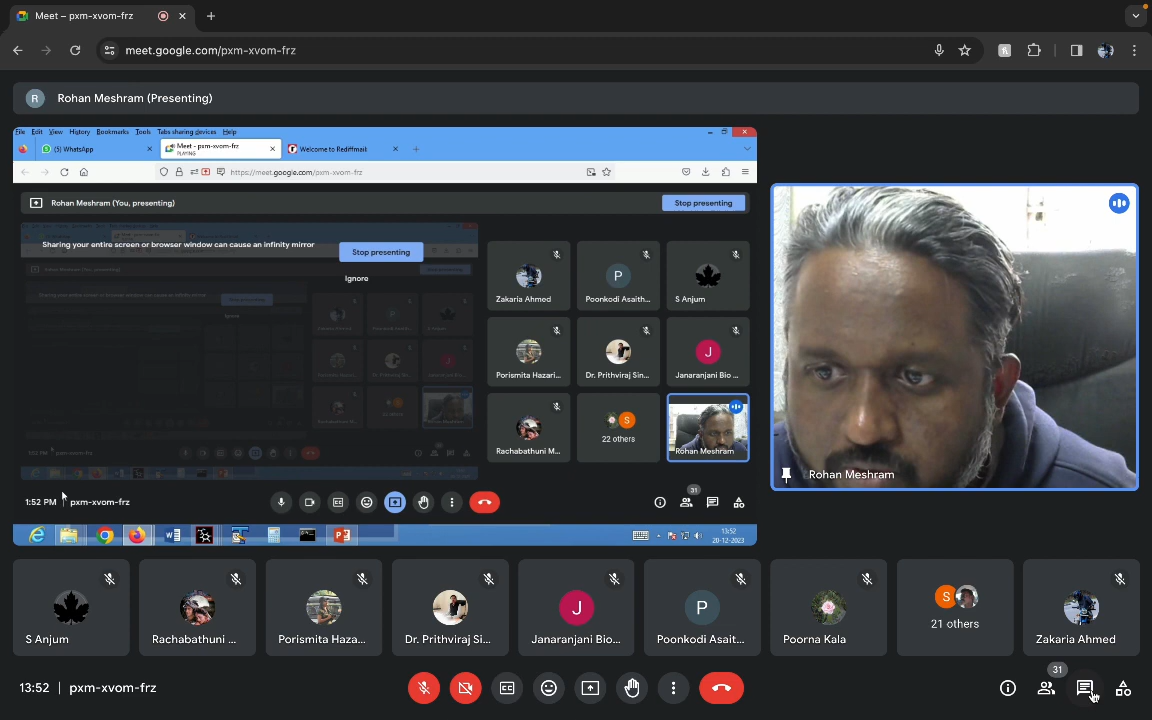 Meet – pxm-xvom-frz
meet.google.com/pxm-xvom-frz
R
Rohan Meshram (Presenting)
File Edit View History Bookmarks Tools Tabs sharing devices Help
(5) WhatsApp
Meet - pxm-xvom-frz
PLAYING
Welcome to Rediffmail
https://meet.google.com/pxm-xvom-frz
Rohan Meshram (You, presenting)
Stop presenting
Sharing your entire screen or browser window can cause an infinity mirror
Stop presenting
Ignore
Zakaria Ahmed
P
Poonkodi Asaith...
S Anjum
Porismita Hazari...
Dr. Prithviraj Sin...
J
Janaranjani Bio ...
Rachabathuni M...
S
22 others
Rohan Meshram
1:52 PM
pxm-xvom-frz
31
13:52
20-12-2023
Rohan Meshram
S Anjum
Rachabathuni ...
Porismita Haza...
Dr. Prithviraj Si...
J
Janaranjani Bio...
P
Poonkodi Asait...
Poorna Kala
S
21 others
Zakaria Ahmed
13:52 | pxm-xvom-frz
31